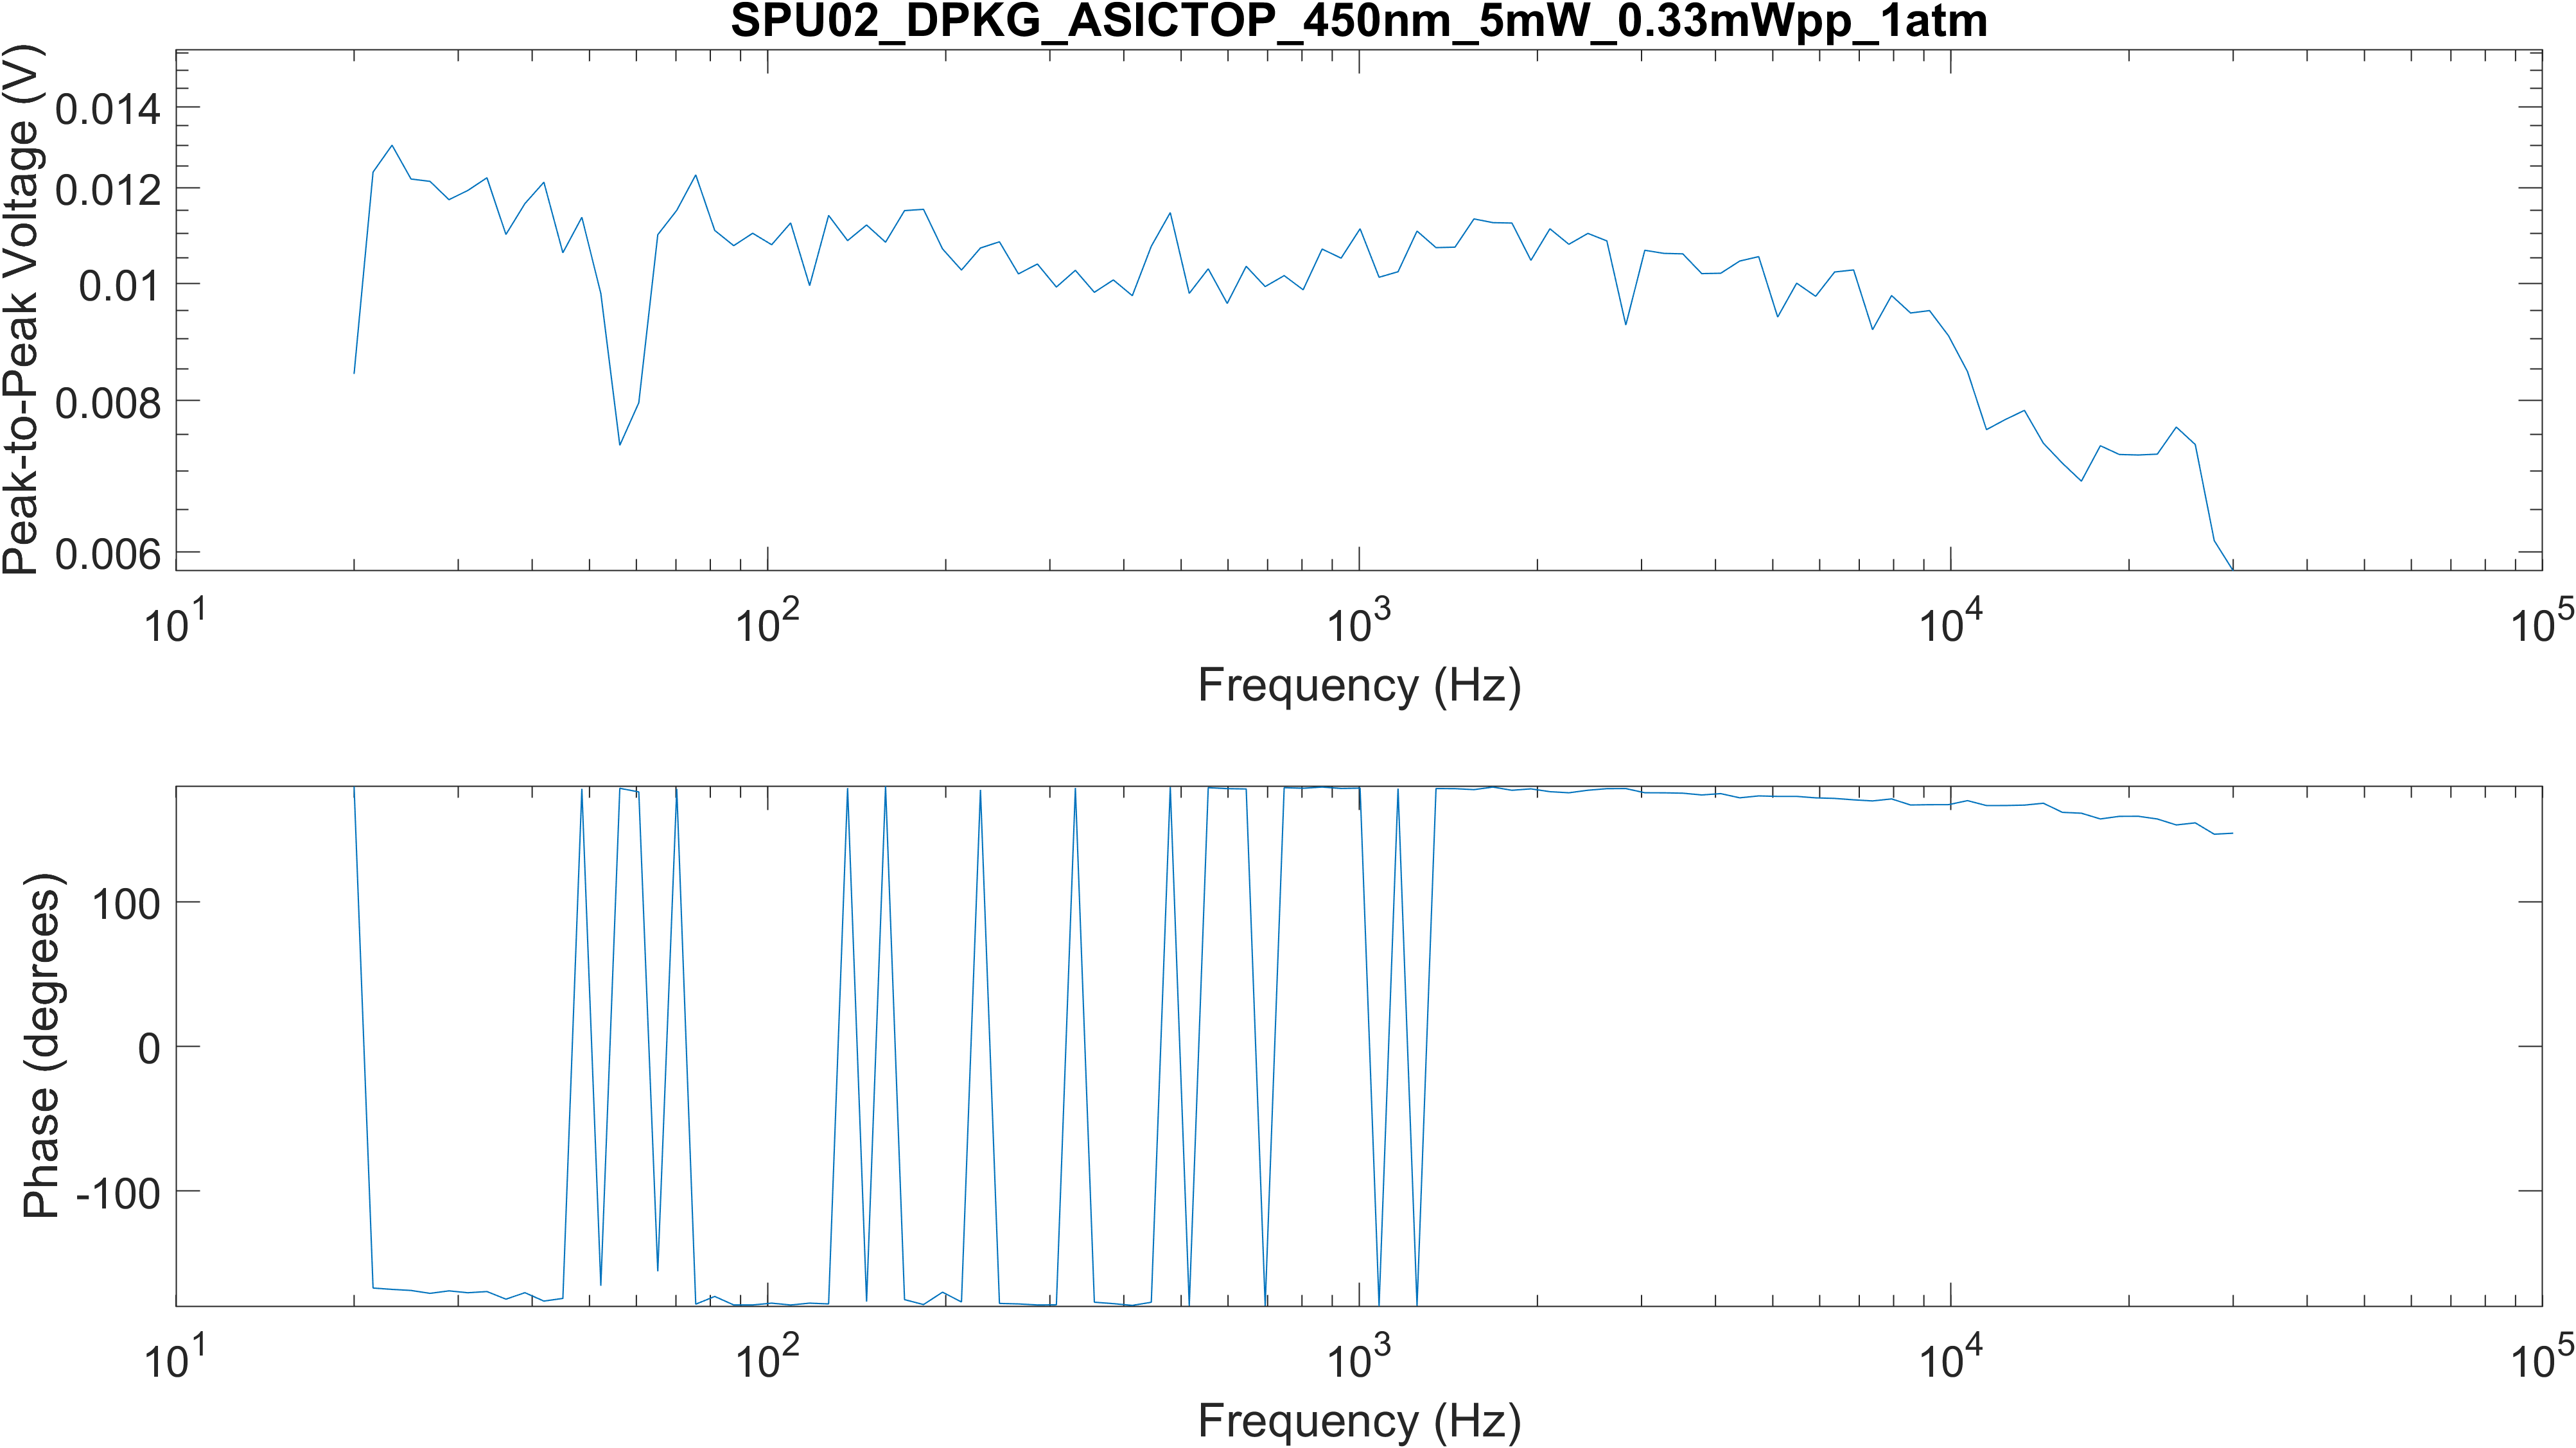 SPU02_DPKG_ASICTOP_450nm_5mW_0.33mWpp_1atm
Peak-to-Peak Voltage (V)
0.014
0.012
0.01
0.008
0.006
10^1 10^2 10^3 10^4 10^5
Frequency (Hz)
Phase (degrees)
100
0
-100
10^1 10^2 10^3 10^4 10^5
Frequency (Hz)